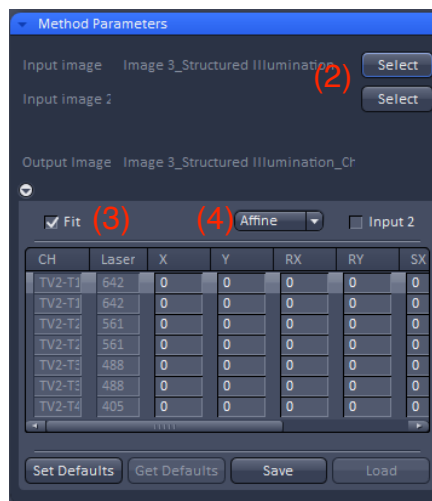 Method Parameters
Input image Image 3_Structured Illumination (2) Select
Input image 2 Select
Output Image Image 3_Structured Illumination_Ch
Fit (3) (4) Affine Input 2
CH Laser X Y RX RY SX
TV2-T1 642 0 0 0 0 0
TV2-T1 642 0 0 0 0 0
TV2-T2 561 0 0 0 0 0
TV2-T2 561 0 0 0 0 0
TV2-T3 488 0 0 0 0 0
TV2-T3 488 0 0 0 0 0
TV2-T4 405 0 0 0 0 0
Set Defaults Get Defaults Save Load